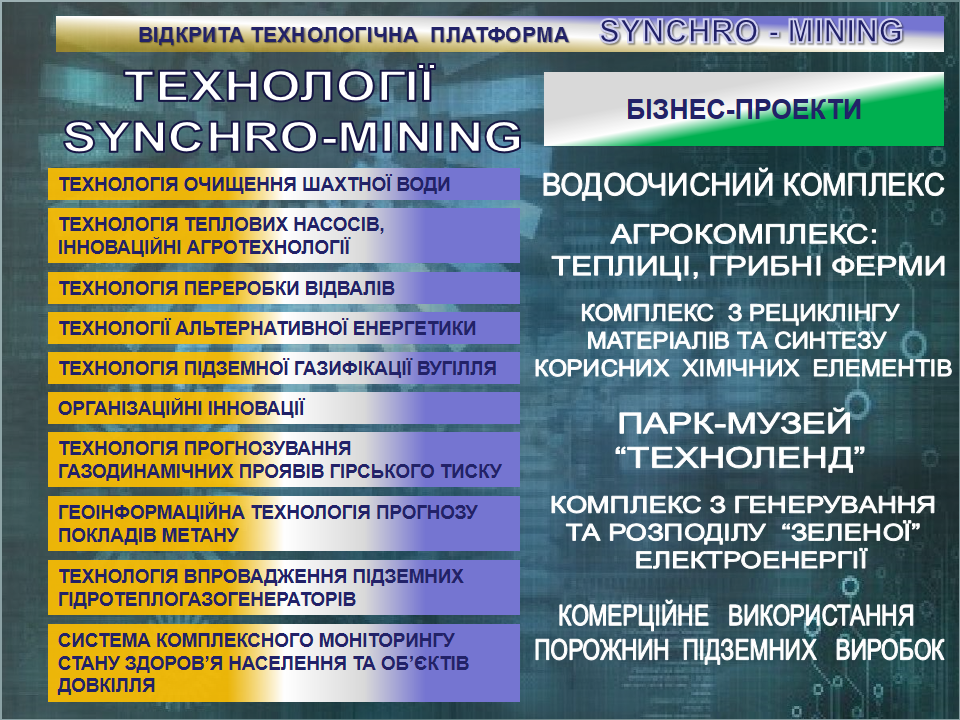 ВІДКРИТА ТЕХНОЛОГІЧНА ПЛАТФОРМА SYNCHRO - MINING
ТЕХНОЛОГІЇ
SYNCHRO-MINING
ТЕХНОЛОГІЯ ОЧИЩЕННЯ ШАХТНОЇ ВОДИ
ТЕХНОЛОГІЯ ТЕПЛОВИХ НАСОСІВ,
ІННОВАЦІЙНІ АГРОТЕХНОЛОГІЇ
ТЕХНОЛОГІЯ ПЕРЕРОБКИ ВІДВАЛІВ
ТЕХНОЛОГІЇ АЛЬТЕРНАТИВНОЇ ЕНЕРГЕТИКИ
ТЕХНОЛОГІЯ ПІДЗЕМНОЇ ГАЗИФІКАЦІЇ ВУГІЛЛЯ
ОРГАНІЗАЦІЙНІ ІННОВАЦІЇ
ТЕХНОЛОГІЯ ПРОГНОЗУВАННЯ
ГАЗОДИНАМІЧНИХ ПРОЯВІВ ГІРСЬКОГО ТИСКУ
ГЕОІНФОРМАЦІЙНА ТЕХНОЛОГІЯ ПРОГНОЗУ
ПОКЛАДІВ МЕТАНУ
ТЕХНОЛОГІЯ ВПРОВАДЖЕННЯ ПІДЗЕМНИХ
ГІДРОТЕПЛОГАЗОГЕНЕРАТОРІВ
СИСТЕМА КОМПЛЕКСНОГО МОНІТОРИНГУ
СТАНУ ЗДОРОВ’Я НАСЕЛЕННЯ ТА ОБ’ЄКТІВ
ДОВКІЛЛЯ
БІЗНЕС-ПРОЕКТИ
ВОДООЧИСНИЙ КОМПЛЕКС
АГРОКОМПЛЕКС:
ТЕПЛИЦІ, ГРИБНІ ФЕРМИ
КОМПЛЕКС З РЕЦИКЛІНГУ
МАТЕРІАЛІВ ТА СИНТЕЗУ
КОРИСНИХ ХІМІЧНИХ ЕЛЕМЕНТІВ
ПАРК-МУЗЕЙ
“ТЕХНОЛЕНД”
КОМПЛЕКС З ГЕНЕРУВАННЯ
ТА РОЗПОДІЛУ “ЗЕЛЕНОЇ”
ЕЛЕКТРОЕНЕРГІЇ
КОМЕРЦІЙНЕ ВИКОРИСТАННЯ
ПОРОЖНИН ПІДЗЕМНИХ ВИРОБОК